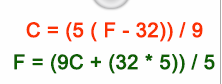 C = (5 ( F - 32)) / 9
F = (9C + (32 * 5)) / 5